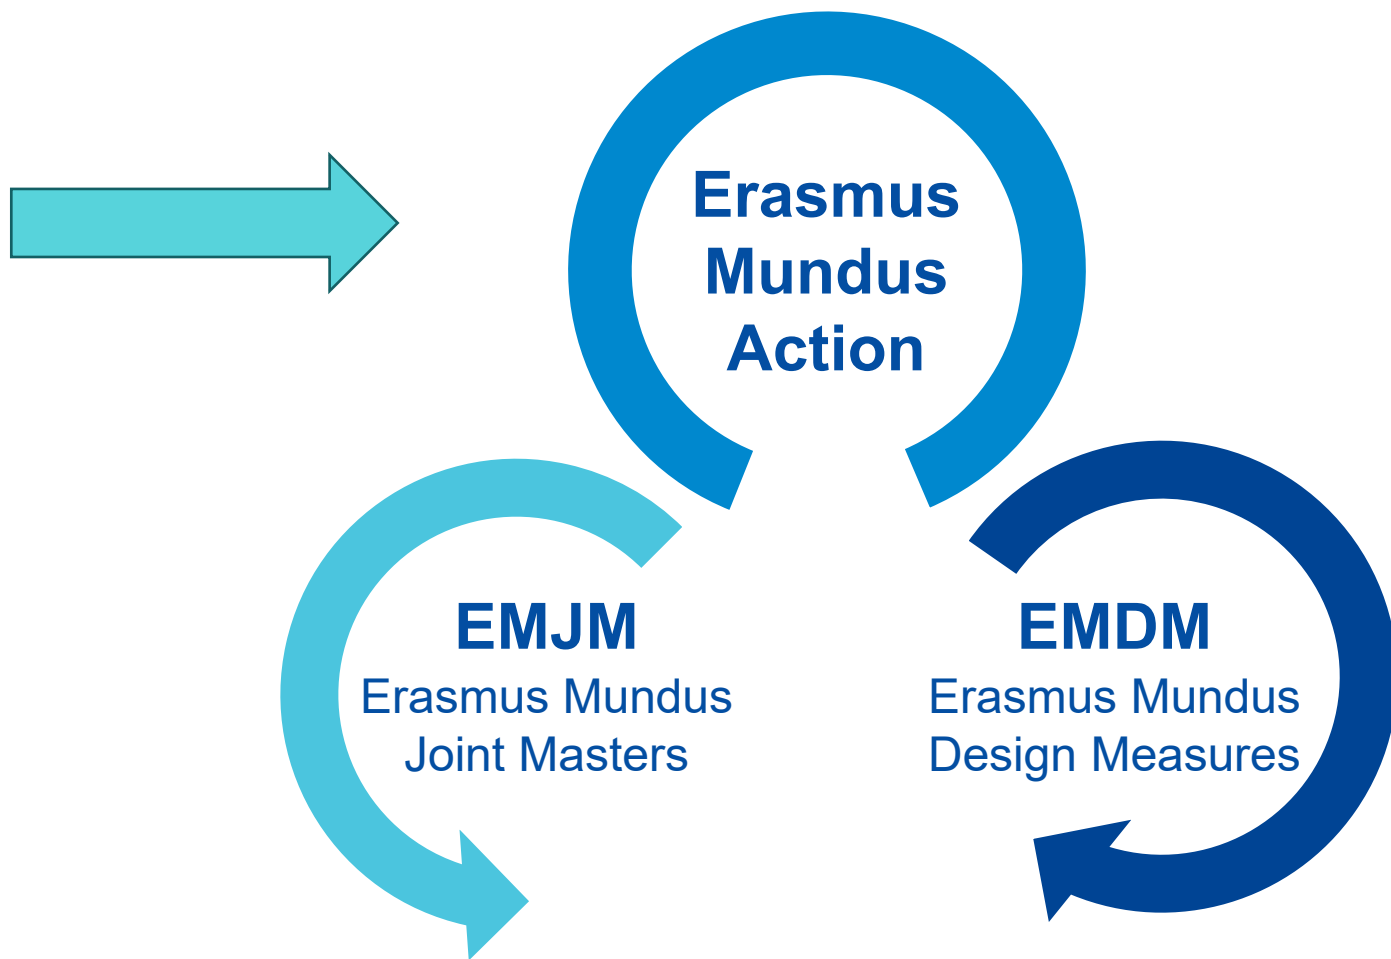 Erasmus
Mundus
Action
EMJM
Erasmus Mundus
Joint Masters
EMDM
Erasmus Mundus
Design Measures